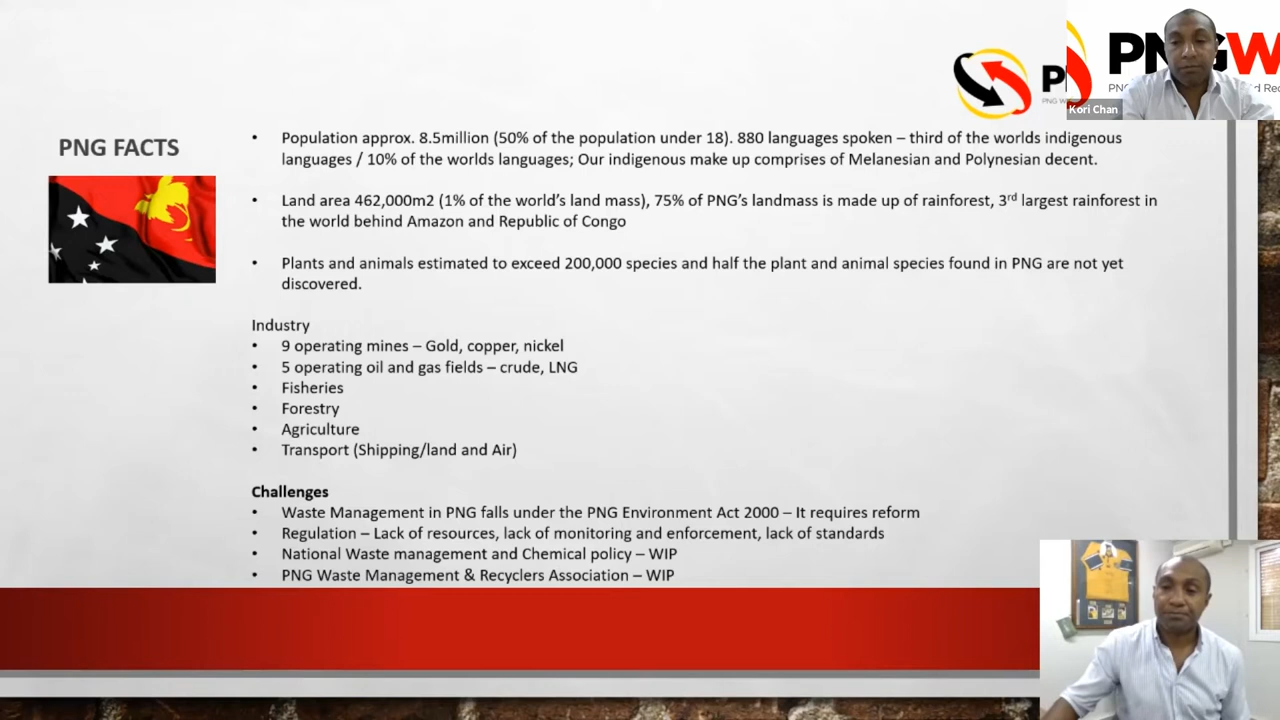 PNGW
Kori Chan
PNG FACTS
• Population approx. 8.5million (50% of the population under 18). 880 languages spoken – third of the worlds indigenous
languages / 10% of the worlds languages; Our indigenous make up comprises of Melanesian and Polynesian decent.
• Land area 462,000m2 (1% of the world’s land mass), 75% of PNG’s landmass is made up of rainforest, 3rd largest rainforest in
the world behind Amazon and Republic of Congo
• Plants and animals estimated to exceed 200,000 species and half the plant and animal species found in PNG are not yet
discovered.
Industry
• 9 operating mines – Gold, copper, nickel
• 5 operating oil and gas fields – crude, LNG
• Fisheries
• Forestry
• Agriculture
• Transport (Shipping/land and Air)
Challenges
• Waste Management in PNG falls under the PNG Environment Act 2000 – It requires reform
• Regulation – Lack of resources, lack of monitoring and enforcement, lack of standards
• National Waste management and Chemical policy – WIP
• PNG Waste Management & Recyclers Association – WIP